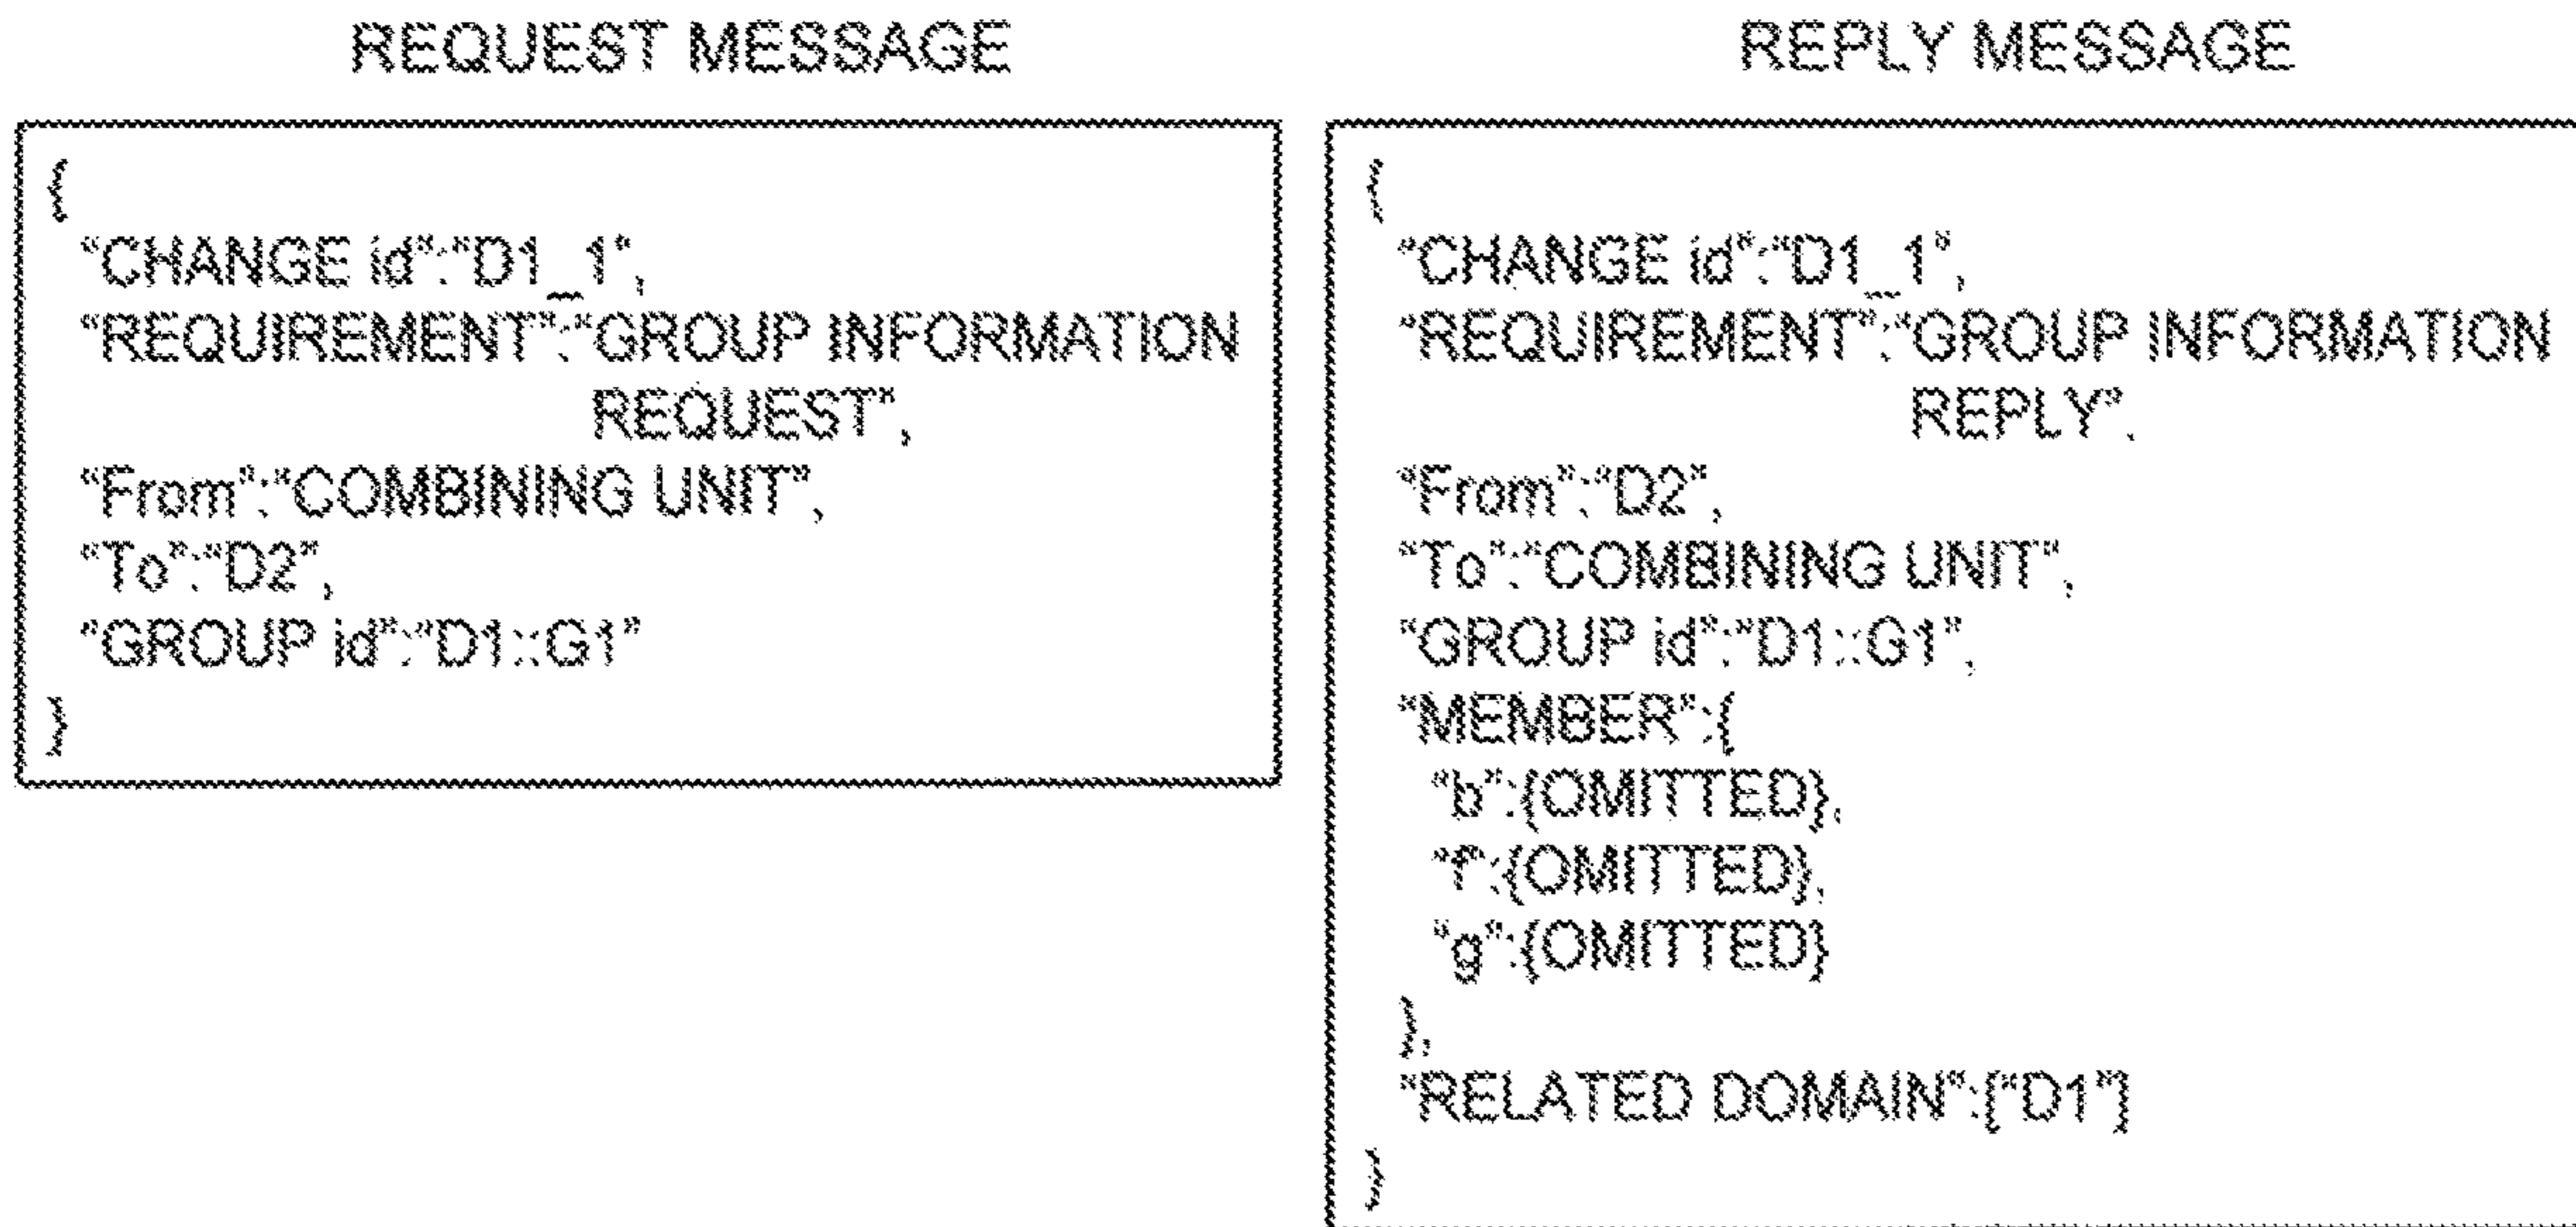 REQUEST MESSAGE
{
"CHANGE id":"D1_1",
"REQUIREMENT":"GROUP INFORMATION
REQUEST",
"From":"COMBINING UNIT",
"To":"D2",
"GROUP id":"D1::G1"
}
REPLY MESSAGE
{
"CHANGE id":"D1_1",
"REQUIREMENT":"GROUP INFORMATION
REPLY",
"From":"D2",
"To":"COMBINING UNIT",
"GROUP id":"D1::G1",
"MEMBER":{
"b":{OMITTED},
"f":{OMITTED},
"g":{OMITTED}
},
"RELATED DOMAIN":["D1"]
}